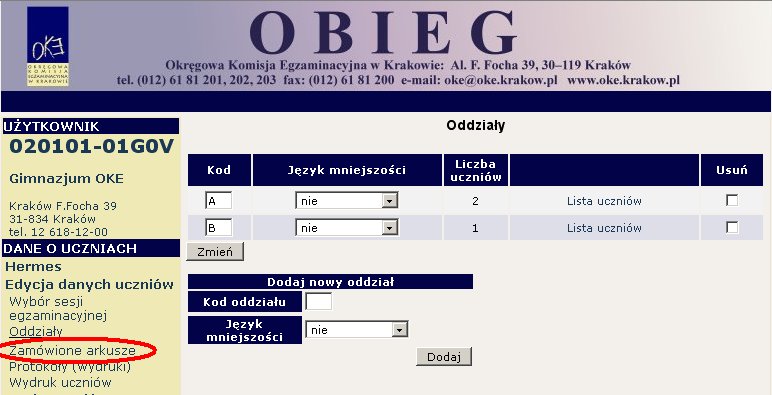 OBIEG
OKE
OKRĘGOWA
KOMISJA
EGZAMINACYJNA
W KRAKOWIE
Okręgowa Komisja Egzaminacyjna w Krakowie: Al. F. Focha 39, 30–119 Kraków
tel. (012) 61 81 201, 202, 203 fax: (012) 61 81 200 e-mail: oke@oke.krakow.pl www.oke.krakow.pl
UŻYTKOWNIK
020101-01G0V
Gimnazjum OKE
Kraków F.Focha 39
31-834 Kraków
tel. 12 618-12-00
DANE O UCZNIACH
Hermes
Edycja danych uczniów
Wybór sesji
egzaminacyjnej
Oddziały
Zamówione arkusze
Protokoły (wydruki)
Wydruk uczniów
Oddziały
Kod Język mniejszości Liczba uczniów Usuń
A nie 2 Lista uczniów
B nie 1 Lista uczniów
Zmień
Dodaj nowy oddział
Kod oddziału
Język mniejszości nie
Dodaj